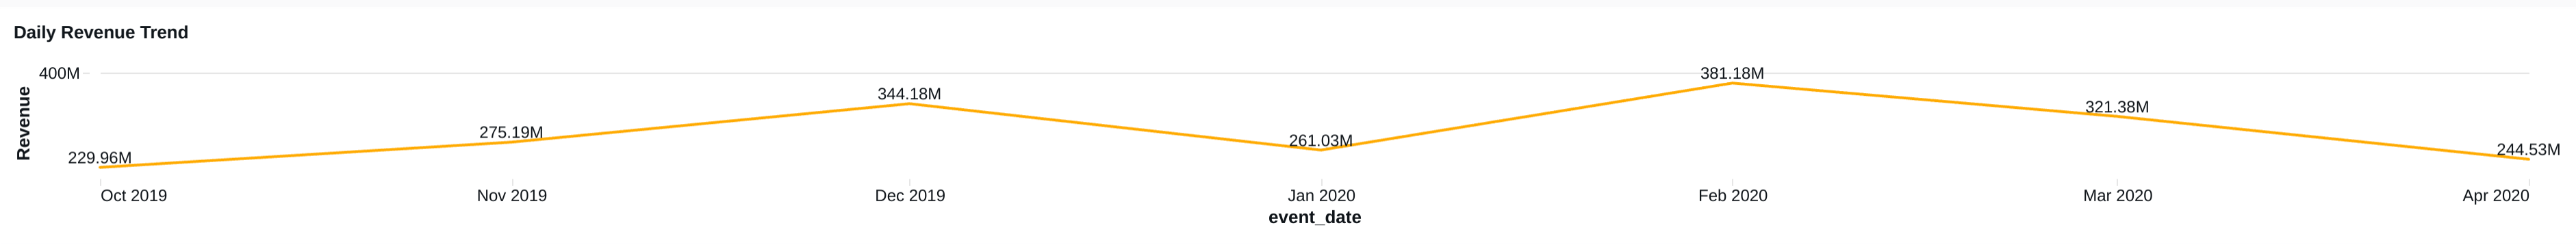 Daily Revenue Trend
400M
Revenue
229.96M
275.19M
344.18M
261.03M
381.18M
321.38M
244.53M
Oct 2019
Nov 2019
Dec 2019
Jan 2020
Feb 2020
Mar 2020
Apr 2020
event_date